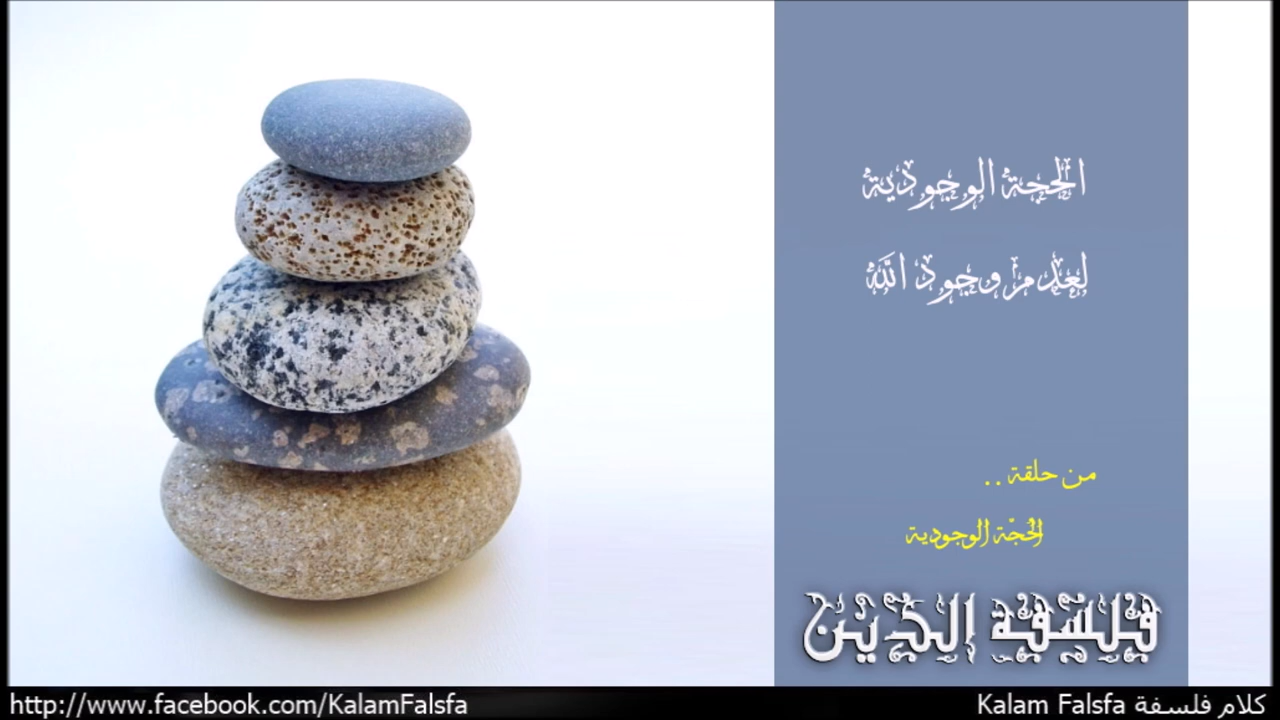 الحجة الوجودية
لعدم وجود الله
من حلقة ..
الحُجّة الوجودية
فلسفة الدين
http://www.facebook.com/KalamFalsfa
Kalam Falsfa كلام فلسفة